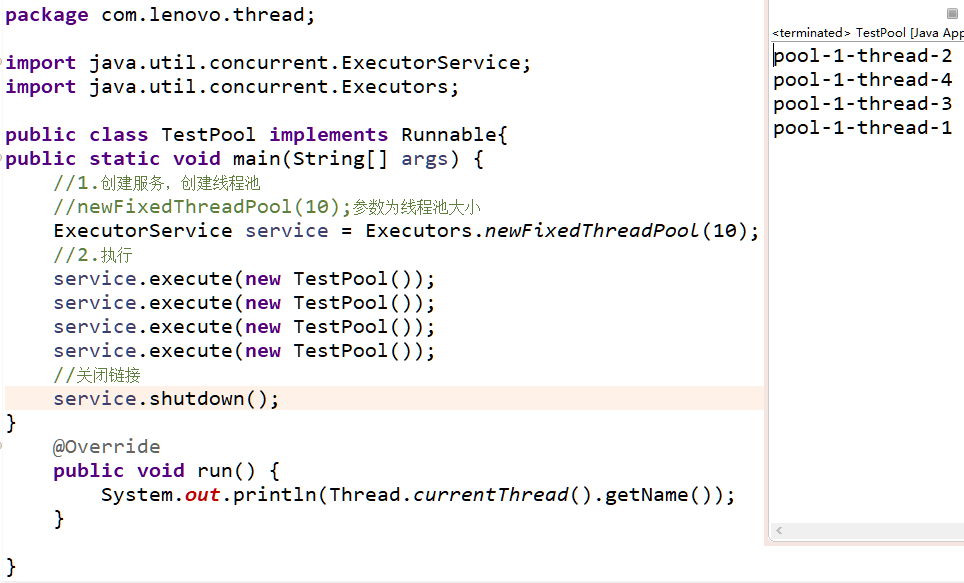 package com.lenovo.thread;
import java.util.concurrent.ExecutorService;
import java.util.concurrent.Executors;
public class TestPool implements Runnable{
public static void main(String[] args) {
//1.创建服务，创建线程池
//newFixedThreadPool(10);参数为线程池大小
ExecutorService service = Executors.newFixedThreadPool(10);
//2.执行
service.execute(new TestPool());
service.execute(new TestPool());
service.execute(new TestPool());
service.execute(new TestPool());
//关闭链接
service.shutdown();
}
@Override
public void run() {
System.out.println(Thread.currentThread().getName());
}
}
<terminated> TestPool [Java App
pool-1-thread-2
pool-1-thread-4
pool-1-thread-3
pool-1-thread-1